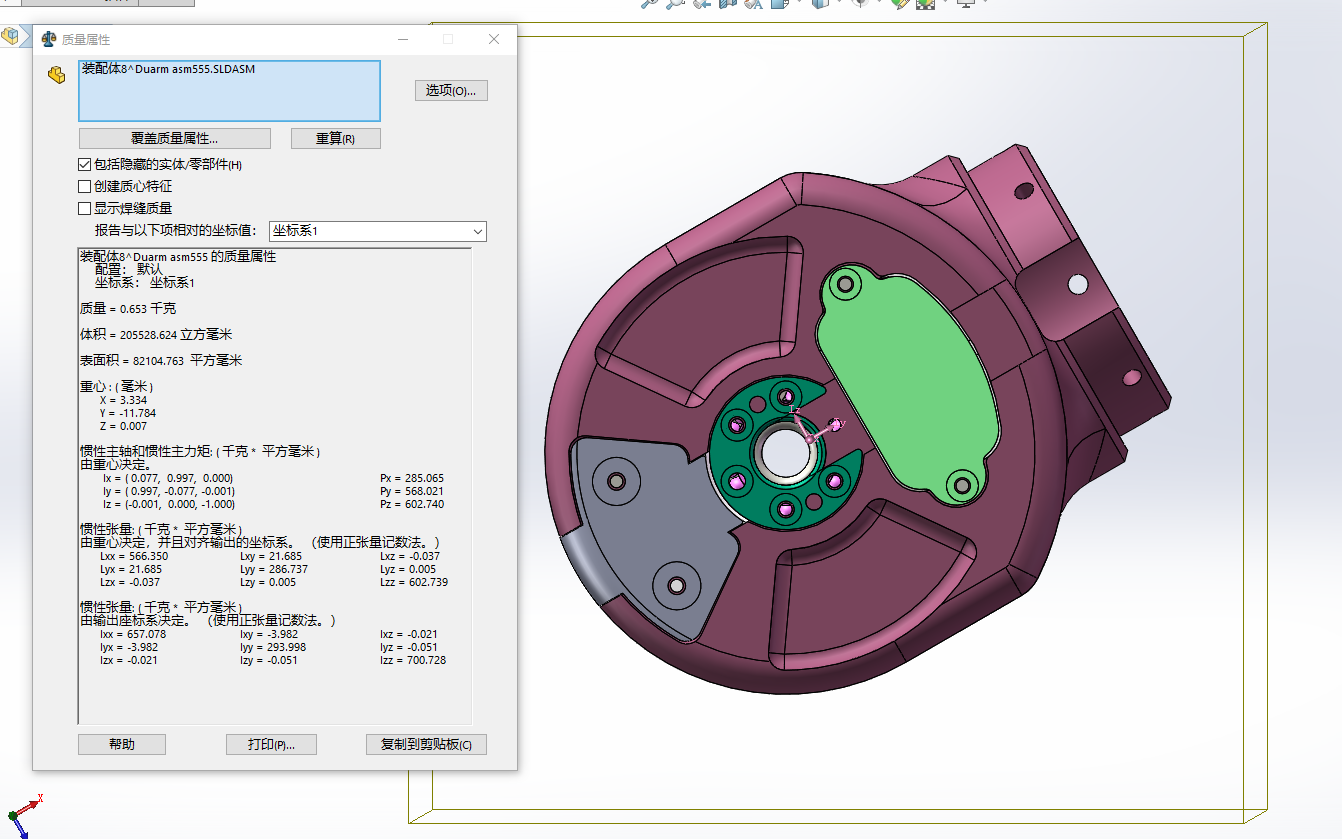 质量属性
装配体8^Duarm asm555.SLDASM
选项(O)...
覆盖质量属性...
重算(R)
包括隐藏的实体/零部件(H)
创建质心特征
显示焊缝质量
报告与以下项相对的坐标值: 坐标系1
装配体8^Duarm asm555 的质量属性
配置: 默认
坐标系: 坐标系1
质量 = 0.653 千克
体积 = 205528.624 立方毫米
表面积 = 82104.763 平方毫米
重心 : ( 毫米 )
X = 3.334
Y = -11.784
Z = 0.007
惯性主轴和惯性主力矩: ( 千克 * 平方毫米 )
由重心决定。
Ix = ( 0.077, 0.997, 0.000) Px = 285.065
Iy = ( 0.997, -0.077, -0.001) Py = 568.021
Iz = (-0.001, 0.000, -1.000) Pz = 602.740
惯性张量: ( 千克 * 平方毫米 )
由重心决定，并且对齐输出的坐标系。 （使用正张量记数法。）
Lxx = 566.350 Lxy = 21.685 Lxz = -0.037
Lyx = 21.685 Lyy = 286.737 Lyz = 0.005
Lzx = -0.037 Lzy = 0.005 Lzz = 602.739
惯性张量: ( 千克 * 平方毫米 )
由输出座标系决定。 （使用正张量记数法。）
Ixx = 657.078 Ixy = -3.982 Ixz = -0.021
Iyx = -3.982 Iyy = 293.998 Iyz = -0.051
Izx = -0.021 Izy = -0.051 Izz = 700.728
帮助
打印(P)...
复制到剪贴板(C)
X